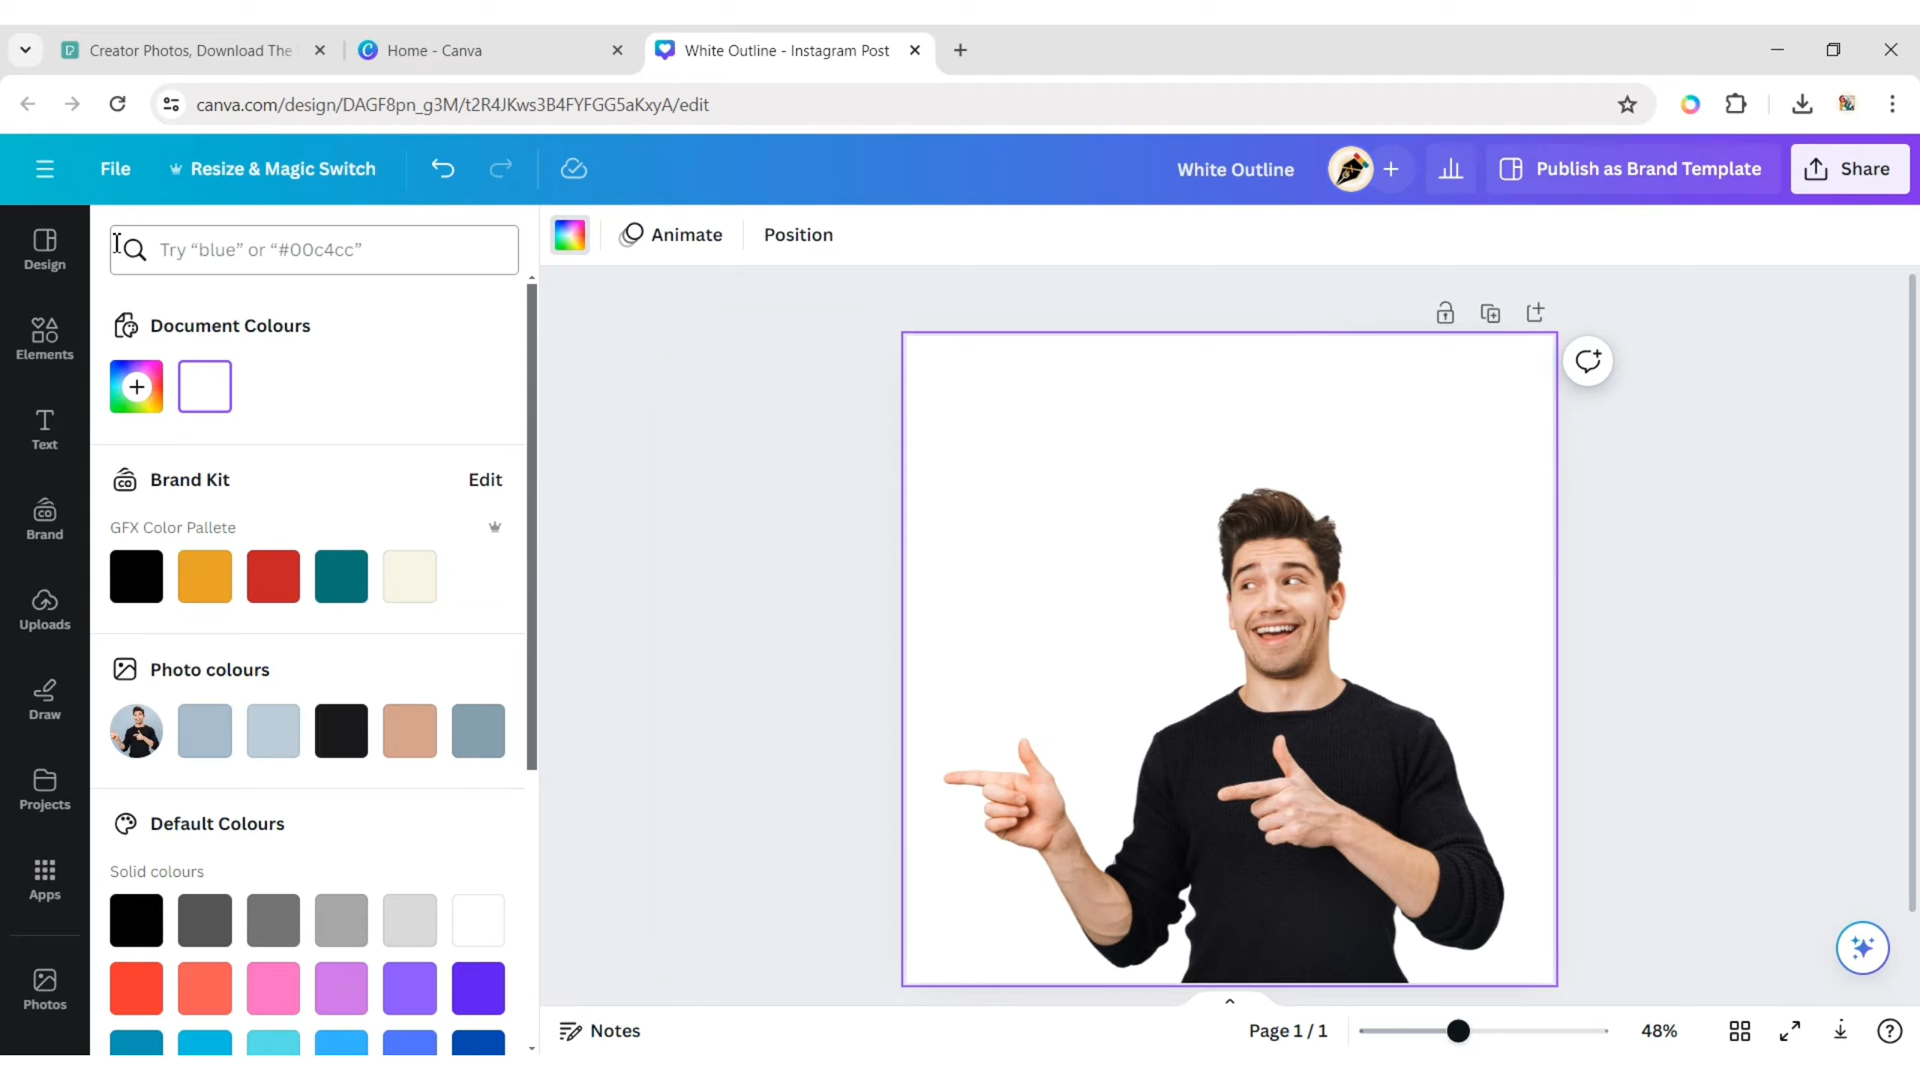 Creator Photos, Download The
Home - Canva
White Outline - Instagram Post
canva.com/design/DAGF8pn_g3M/t2R4JKws3B4FYFGG5aKxyA/edit
File
Resize & Magic Switch
White Outline
Publish as Brand Template
Share
Design
Elements
Text
Brand
Uploads
Draw
Projects
Apps
Photos
Try “blue” or “#00c4cc”
Document Colours
Brand Kit
Edit
GFX Color Pallete
Photo colours
Default Colours
Solid colours
Animate
Position
Notes
Page 1 / 1
48%